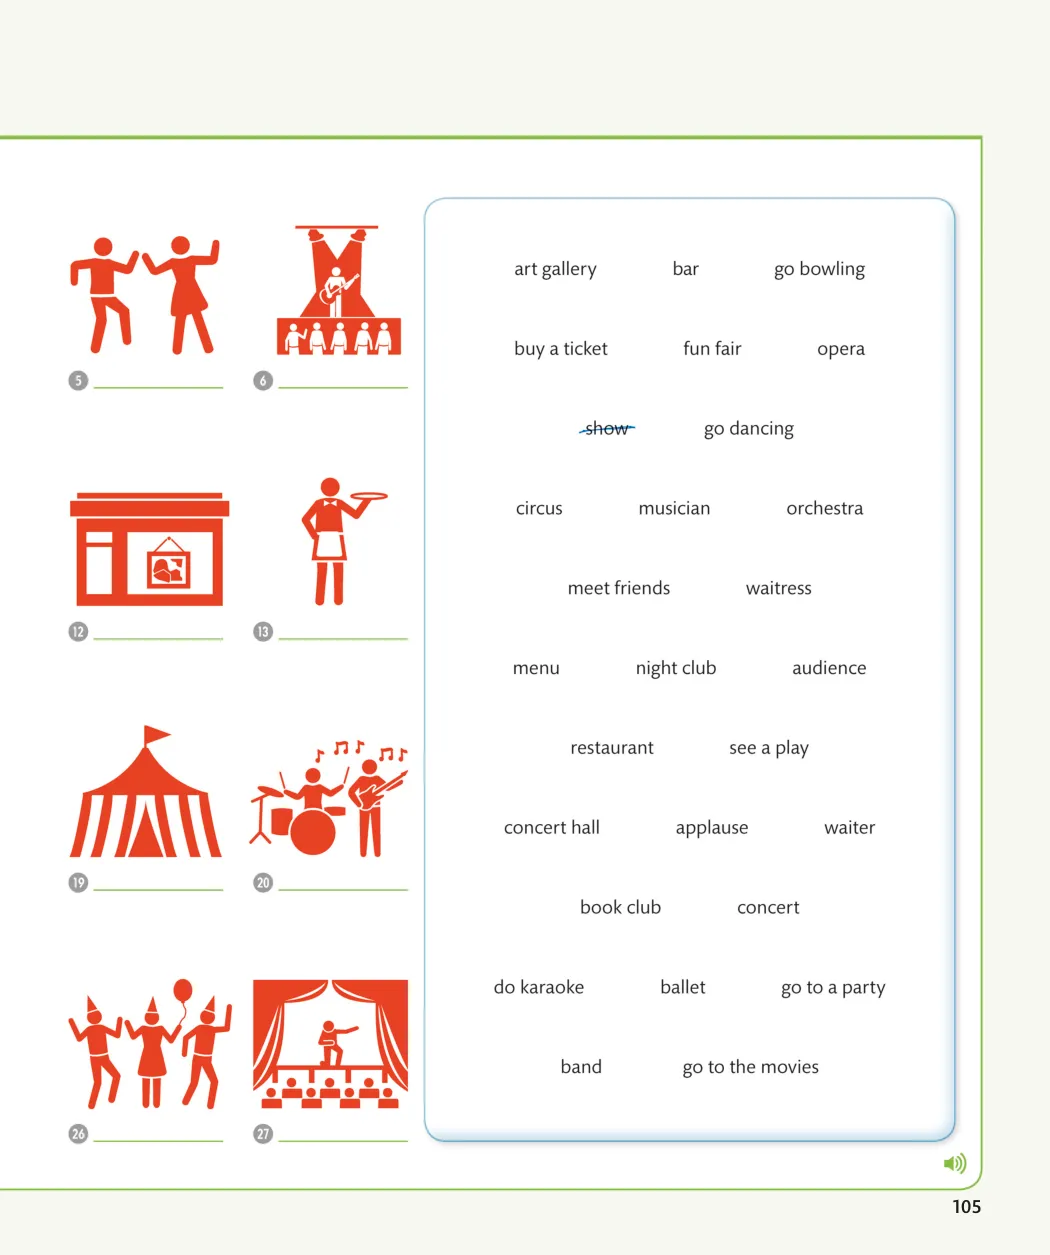 5
6
12
13
19
20
26
27
art gallery bar go bowling
buy a ticket fun fair opera
show go dancing
circus musician orchestra
meet friends waitress
menu night club audience
restaurant see a play
concert hall applause waiter
book club concert
do karaoke ballet go to a party
band go to the movies
105